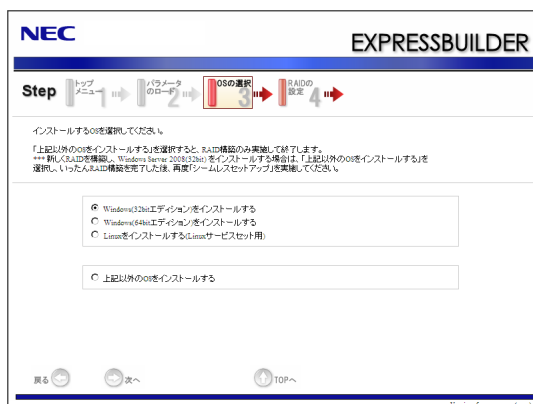 NEC
EXPRESSBUILDER
Step トップメニュー 1 パラメータのロード 2 OSの選択 3 RAIDの設定 4
インストールするOSを選択してください。
「上記以外のOSをインストールする」を選択すると、RAID構築のみ実施して終了します。
*** 新しくRAIDを構築し、Windows Server 2008(32bit) をインストールする場合は、「上記以外のOSをインストールする」を
選択し、いったんRAID構築を完了した後、再度「シームレスセットアップ」を実施してください。
Windows(32bitエディション)をインストールする
Windows(64bitエディション)をインストールする
Linuxをインストールする(Linuxサービスセット用)
上記以外のOSをインストールする
戻る 次へ TOPへ